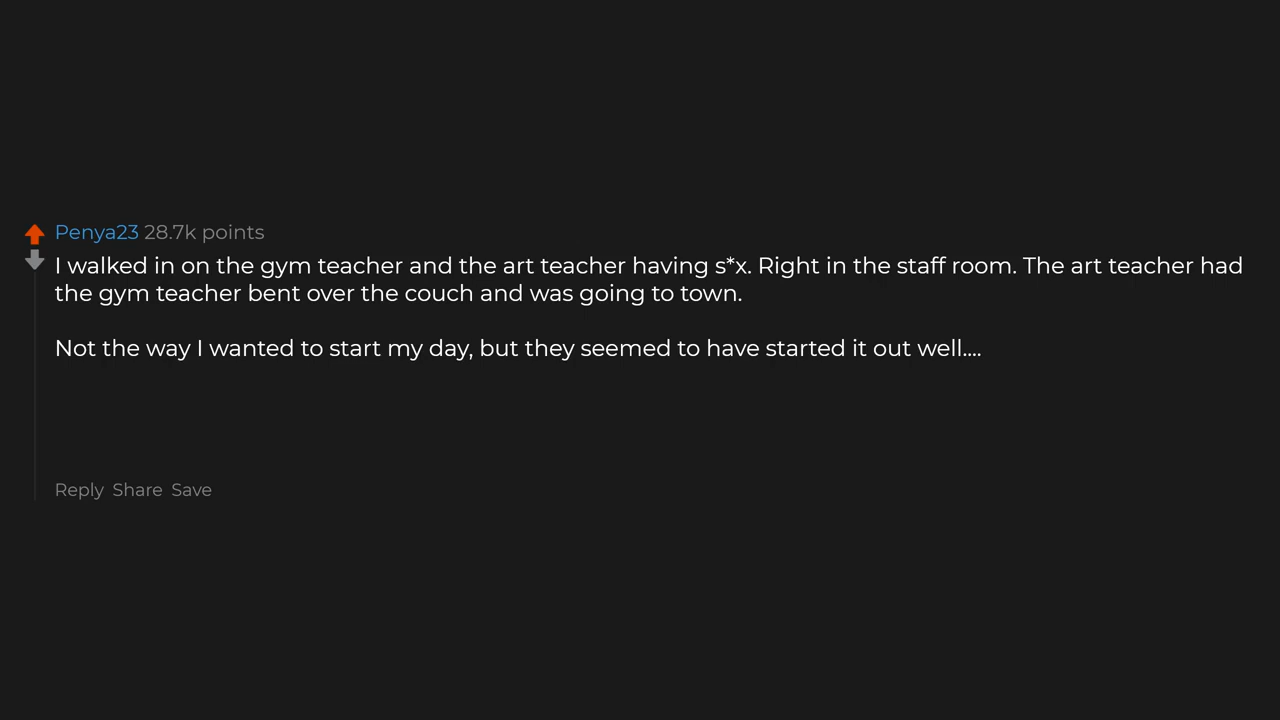 Penya23 28.7k points
I walked in on the gym teacher and the art teacher having s*x. Right in the staff room. The art teacher had
the gym teacher bent over the couch and was going to town.
Not the way I wanted to start my day, but they seemed to have started it out well....
Reply Share Save